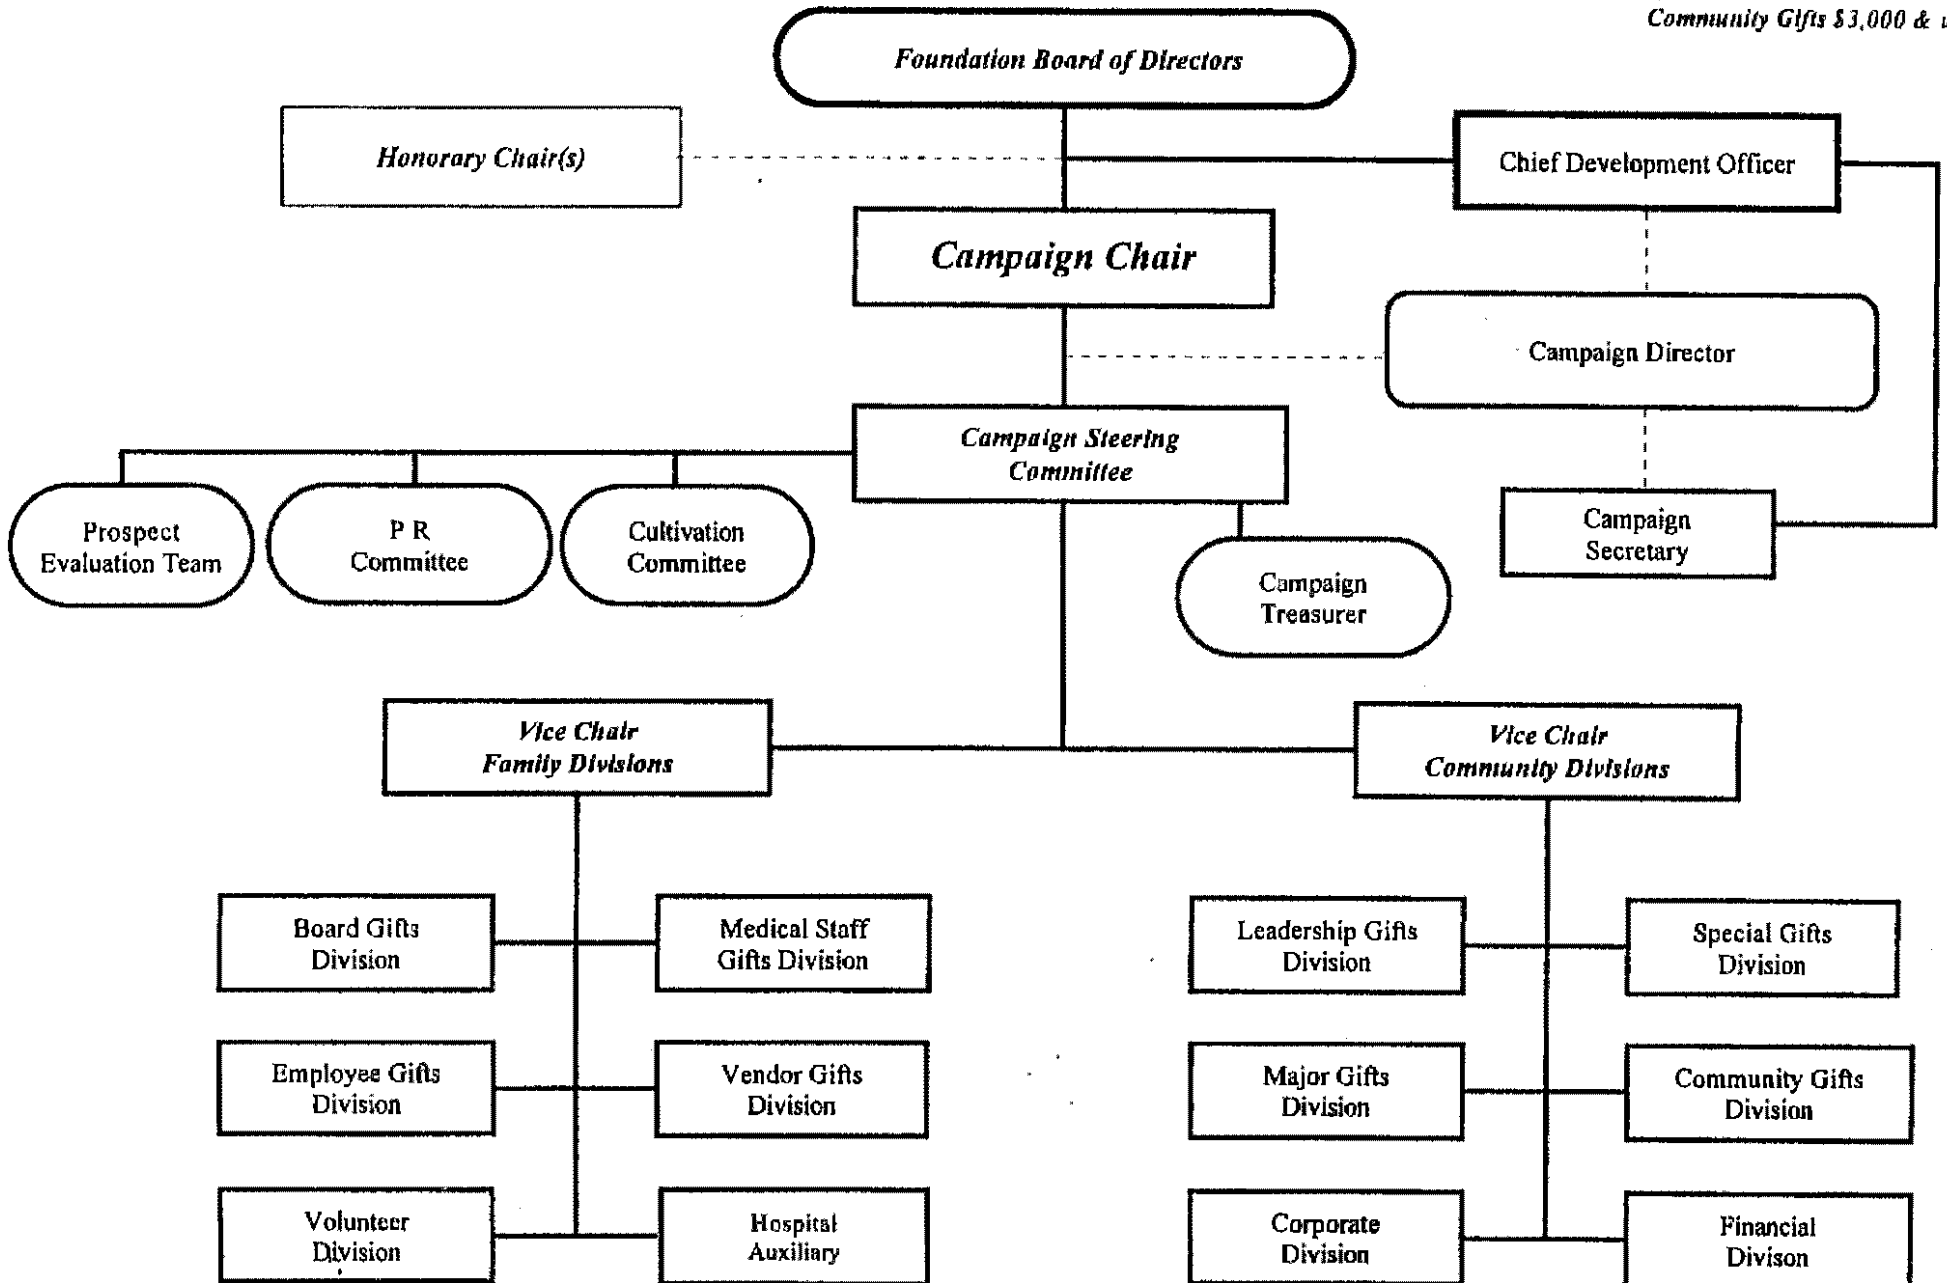 Community Gifts $3,000 &
Foundation Board of Directors
Honorary Chair(s)
Chief Development Officer
Campaign Chair
Campaign Director
Campaign Steering
Committee
Prospect
Evaluation Team
P R
Committee
Cultivation
Committee
Campaign
Treasurer
Campaign
Secretary
Vice Chair
Family Divisions
Vice Chair
Community Divisions
Board Gifts
Division
Medical Staff
Gifts Division
Leadership Gifts
Division
Special Gifts
Division
Employee Gifts
Division
Vendor Gifts
Division
Major Gifts
Division
Community Gifts
Division
Volunteer
Division
Hospital
Auxiliary
Corporate
Division
Financial
Divison